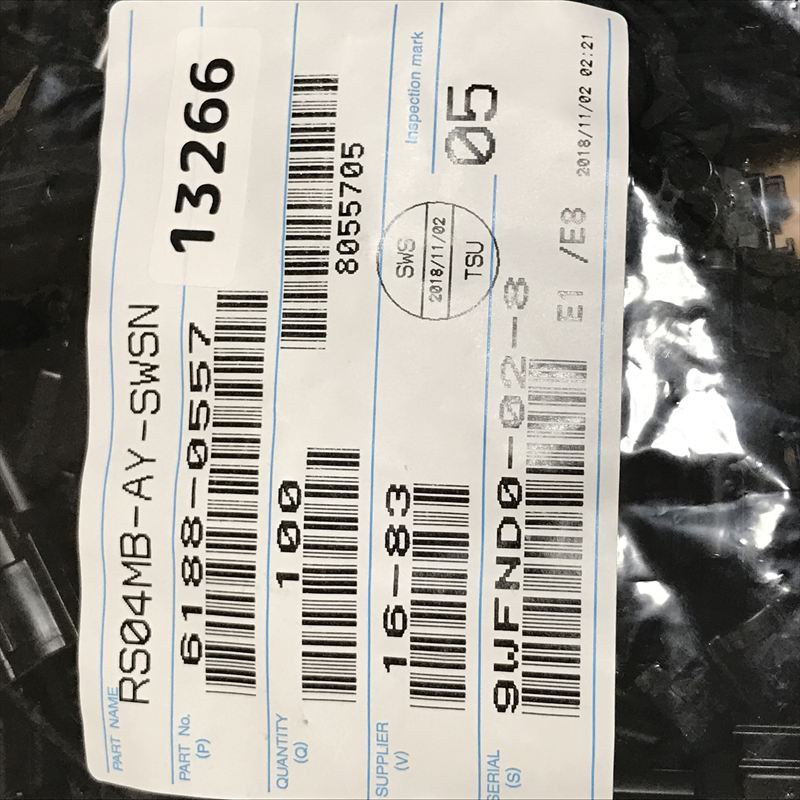 PART NAME
RS04MB-AY-SWSN
13266
PART No.
(P)
6188-0557
QUANTITY
(Q)
100
8055705
SUPPLIER
(V)
16-83
Inspection mark
05
SWS
2018/11/02
TSU
SERIAL
(S)
9WFND0-02-8
E1 /E8
2018/11/02 02:21